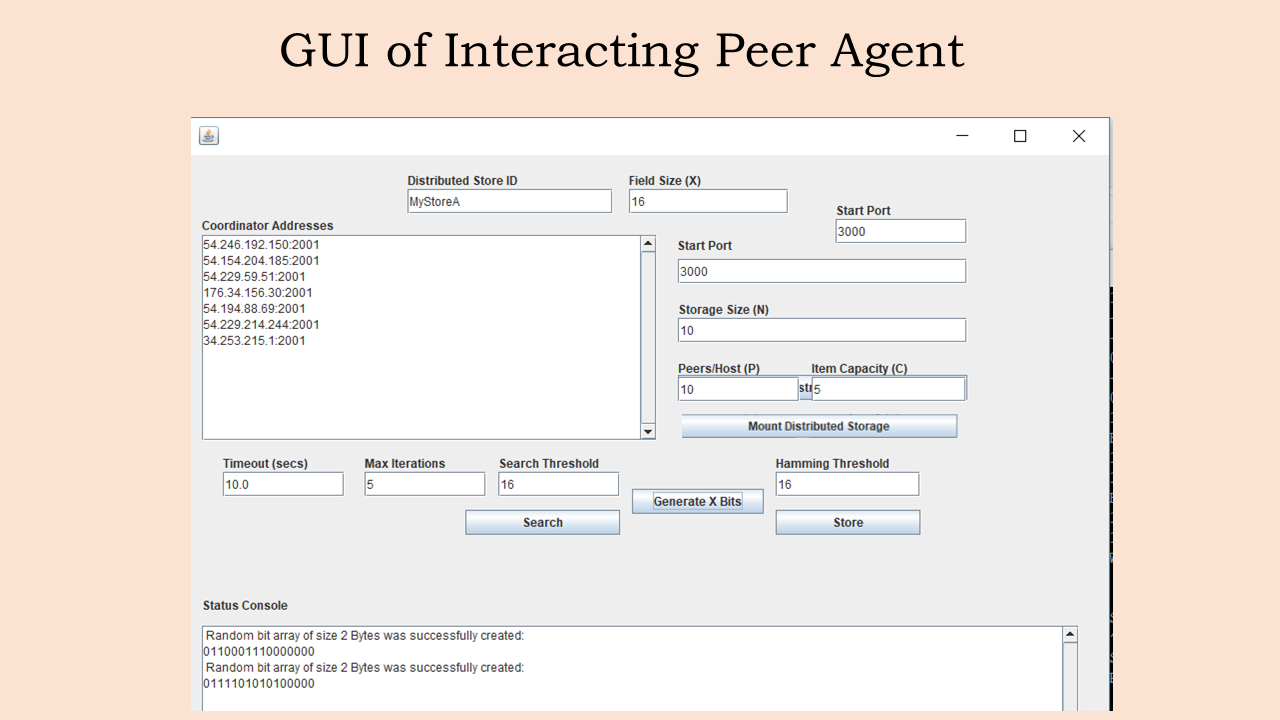 GUI of Interacting Peer Agent
Distributed Store ID
MyStoreA
Field Size (X)
16
Start Port
3000
Coordinator Addresses
54.246.192.150:2001
54.154.204.185:2001
54.229.59.51:2001
176.34.156.30:2001
54.194.88.69:2001
54.229.214.244:2001
34.253.215.1:2001
Start Port
3000
Storage Size (N)
10
Peers/Host (P)
10
str
Item Capacity (C)
5
Mount Distributed Storage
Timeout (secs)
10.0
Max Iterations
5
Search Threshold
16
Search
Generate X Bits
Hamming Threshold
16
Store
Status Console
Random bit array of size 2 Bytes was successfully created:
0110001110000000
Random bit array of size 2 Bytes was successfully created:
0111101010100000